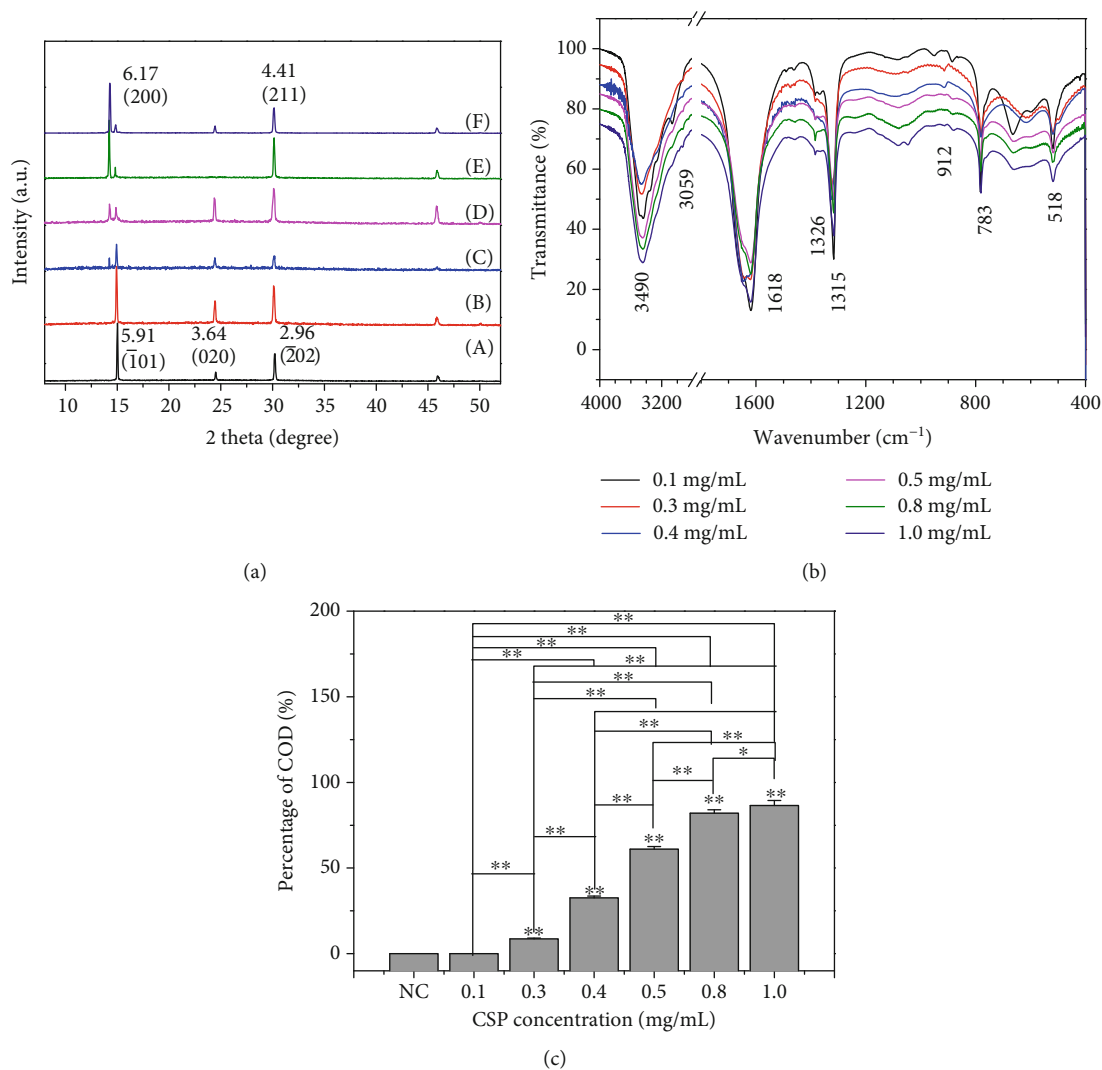 6.17
(200)
4.41
(211)
(F)
(E)
(D)
(C)
(B)
(A)
5.91
(1̅01)
3.64
(020)
2.96
(2̅02)
Intensity (a.u.)
10 15 20 25 30 35 40 45 50
2 theta (degree)
(a)
100
80
60
40
20
0
Transmittance (%)
3490
3059
1618
1326
1315
912
783
518
4000 3200 1600 1200 800 400
Wavenumber (cm⁻¹)
0.1 mg/mL
0.3 mg/mL
0.4 mg/mL
0.5 mg/mL
0.8 mg/mL
1.0 mg/mL
(b)
200
150
100
50
0
Percentage of COD (%)
**
**
**
** **
**
**
** **
** *
** ** **
** **
**
**
**
**
NC 0.1 0.3 0.4 0.5 0.8 1.0
CSP concentration (mg/mL)
(c)